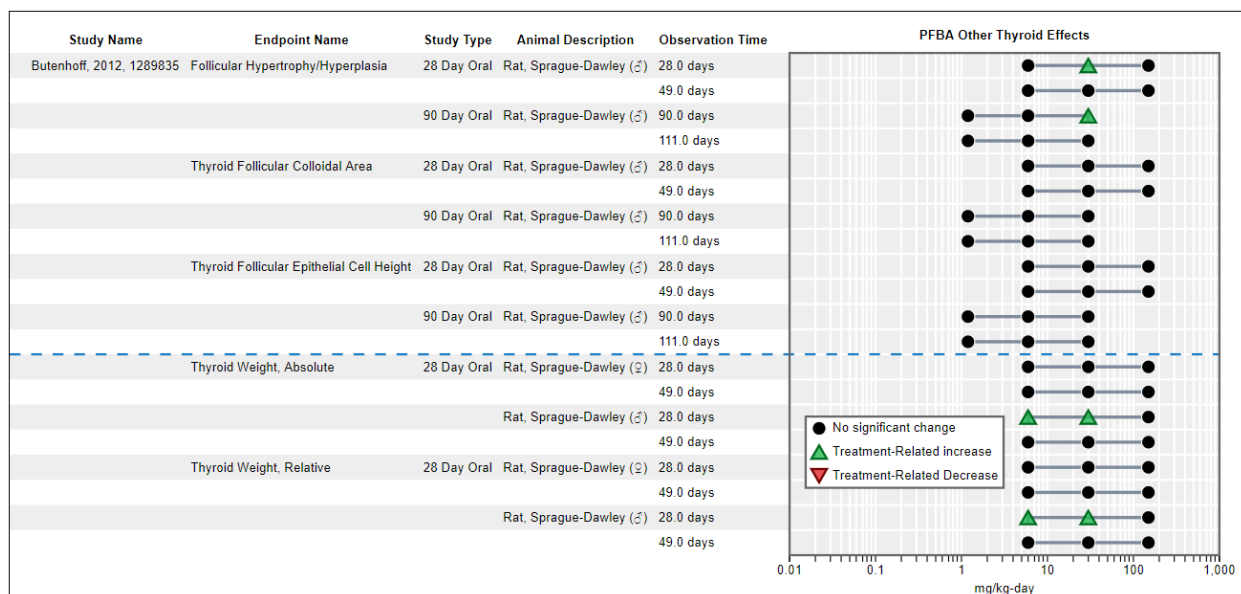 PFBA Other Thyroid Effects
Study Name Endpoint Name Study Type Animal Description Observation Time
Butenhoff, 2012, 1289835 Follicular Hypertrophy/Hyperplasia 28 Day Oral Rat, Sprague-Dawley (♂) 28.0 days
49.0 days
90 Day Oral Rat, Sprague-Dawley (♂) 90.0 days
111.0 days
Thyroid Follicular Colloidal Area 28 Day Oral Rat, Sprague-Dawley (♂) 28.0 days
49.0 days
90 Day Oral Rat, Sprague-Dawley (♂) 90.0 days
111.0 days
Thyroid Follicular Epithelial Cell Height 28 Day Oral Rat, Sprague-Dawley (♂) 28.0 days
49.0 days
90 Day Oral Rat, Sprague-Dawley (♂) 90.0 days
111.0 days
Thyroid Weight, Absolute 28 Day Oral Rat, Sprague-Dawley (♀) 28.0 days
49.0 days
Rat, Sprague-Dawley (♂) 28.0 days
49.0 days
Thyroid Weight, Relative 28 Day Oral Rat, Sprague-Dawley (♀) 28.0 days
49.0 days
Rat, Sprague-Dawley (♂) 28.0 days
49.0 days
No significant change
Treatment-Related increase
Treatment-Related Decrease
0.01 0.1 1 10 100 1,000
mg/kg-day